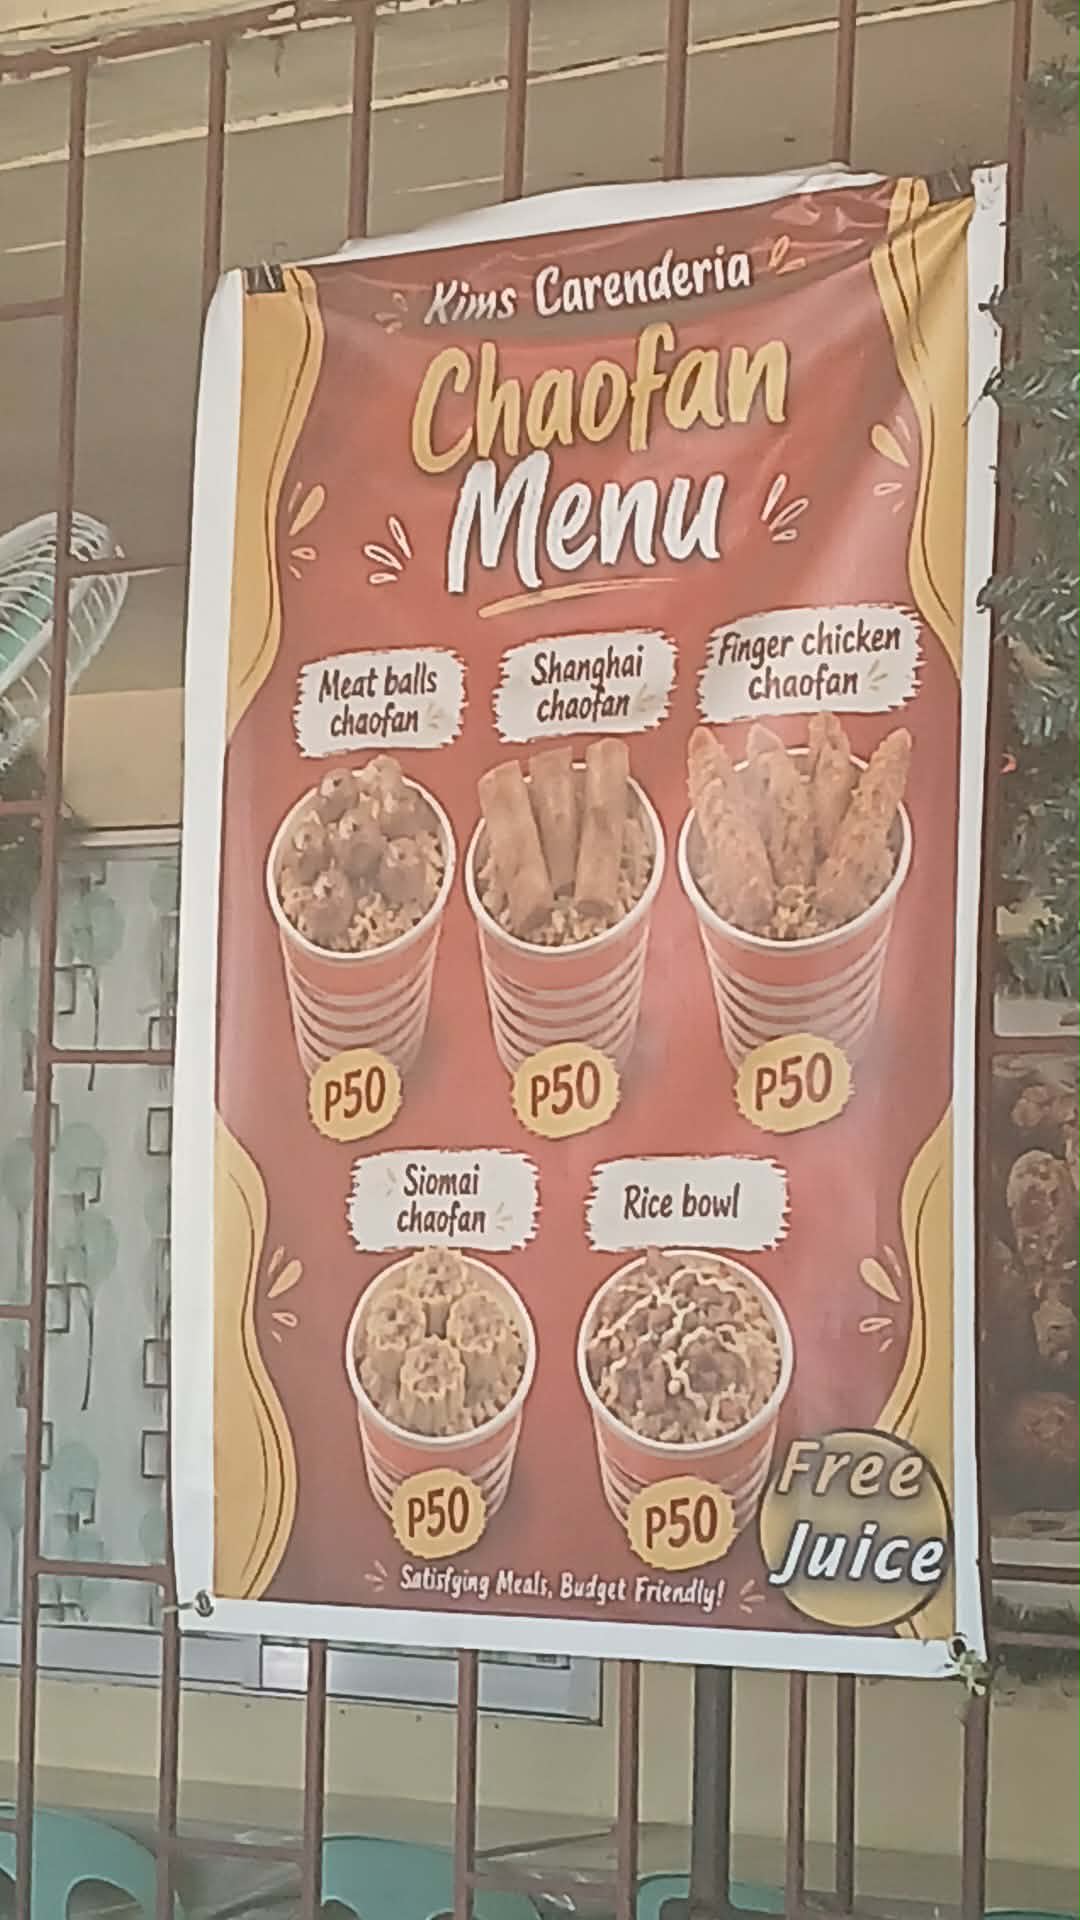 Kims Carenderia
Chaofan
Menu
Meat balls
chaofan
Shanghai
chaofan
Finger chicken
chaofan
P50
P50
P50
Siomai
chaofan
Rice bowl
P50
P50
Free
Juice
Satisfying Meals, Budget Friendly!